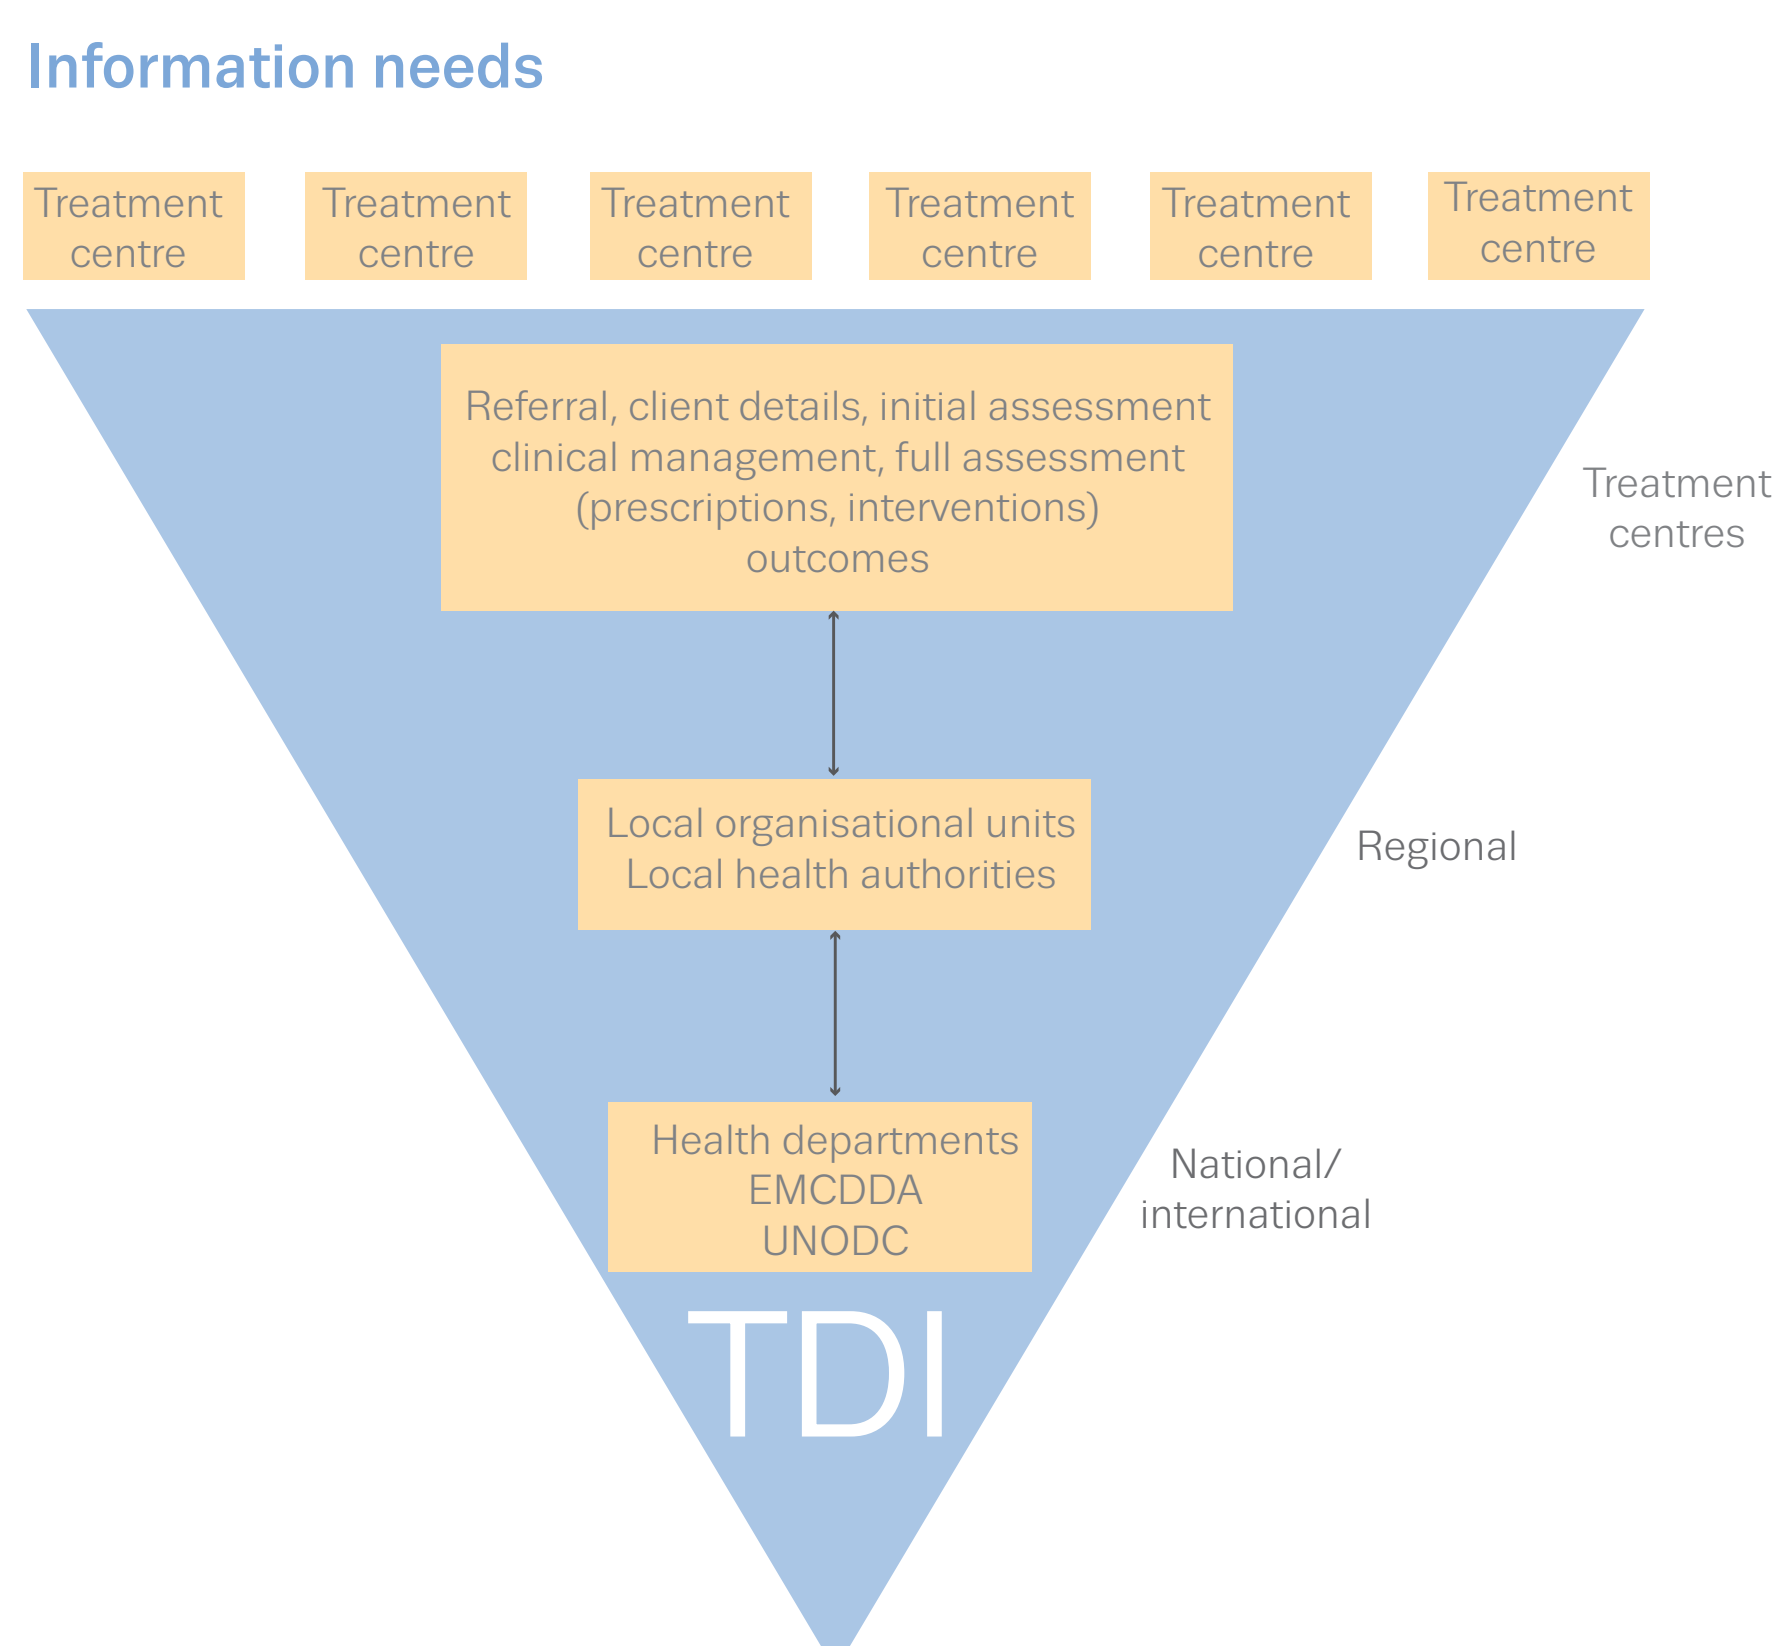 Information needs
Treatment
centre
Treatment
centre
Treatment
centre
Treatment
centre
Treatment
centre
Treatment
centre
Referral, client details, initial assessment
clinical management, full assessment
(prescriptions, interventions)
outcomes
Treatment
centres
Local organisational units
Local health authorities
Regional
Health departments
EMCDDA
UNODC
National/
international
TDI